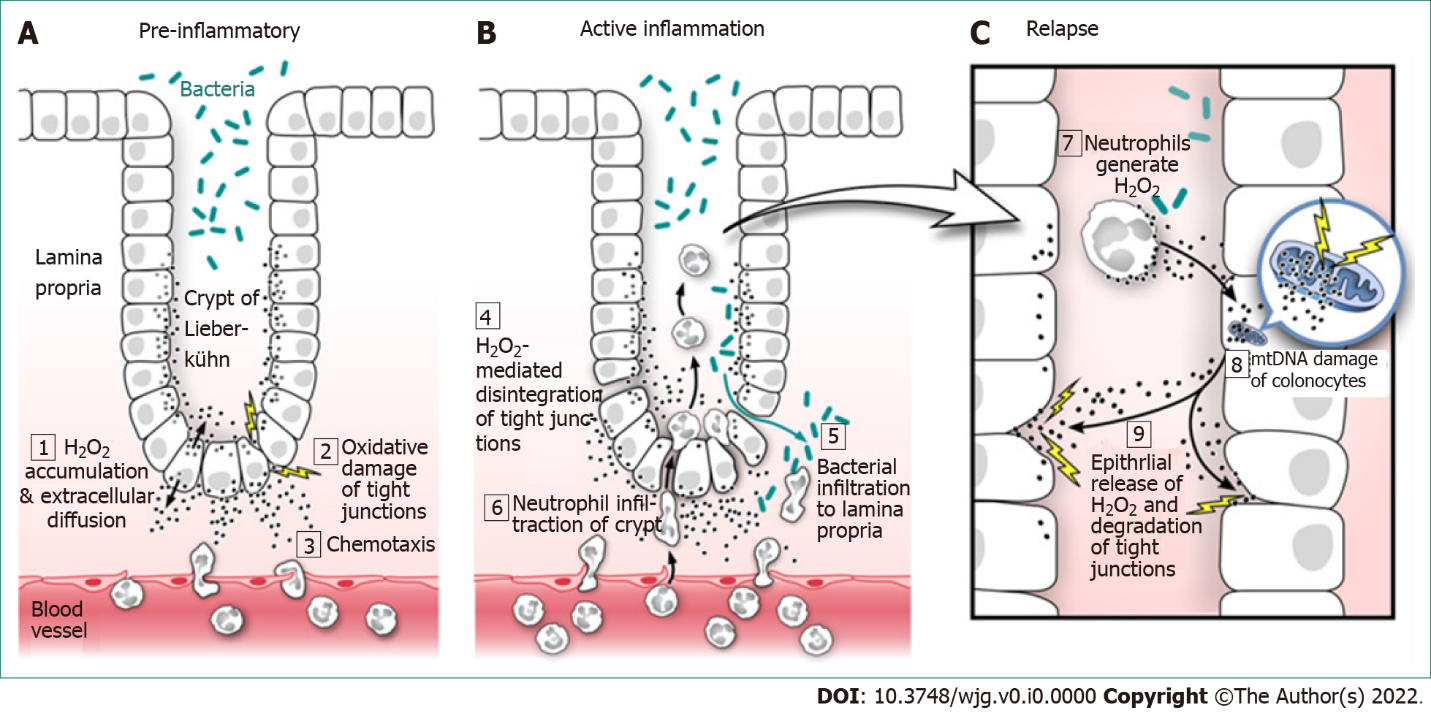 A
Pre-inflammatory
Bacteria
Lamina
propria
Crypt of
Lieber-
kühn
1 H₂O₂
accumulation
& extracellular
diffusion
2 Oxidative
damage
of tight
junctions
3 Chemotaxis
Blood
vessel
B
Active inflammation
4
H₂O₂-
mediated
disintegration
of tight junc-
tions
5
Bacterial
infiltration
to lamina
propria
6 Neutrophil infil-
traction of crypt
C
Relapse
7 Neutrophils
generate
H₂O₂
8 mtDNA damage
of colonocytes
9
Epithrlial
release of
H₂O₂ and
degradation
of tight
junctions
DOI: 10.3748/wjg.v0.i0.0000 Copyright ©The Author(s) 2022.